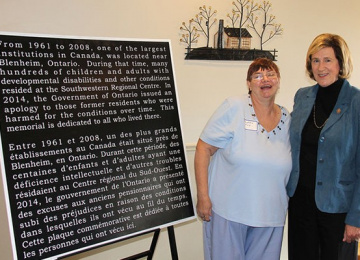 From 1961 to 2008, one of the largest
institutions in Canada, was located near
Blenheim, Ontario. During that time, many
hundreds of children and adults with
developmental disabilities and other conditions
resided at the Southwestern Regional Centre. In
2014, the Government of Ontario issued an
apology to those former residents who were
harmed for the conditions over time. This
memorial is dedicated to all who lived there.
Entre 1961 et 2008, un des plus grands
établissements au Canada était situé près de
Blenheim, en Ontario. Durant cette période, des
centaines d'enfants et d'adultes ayant une
déficience intellectuelle et d'autres troubles
résidaient au Centre régional du Sud-Ouest. En
2014, le gouvernement de l'Ontario a présenté
des excuses aux anciens pensionnaires qui ont
subi des préjudices en raison des conditions
dans lesquelles ils ont vécu au fil du temps.
Cette plaque commémorative est dédiée à toutes
les personnes qui ont vécu ici.